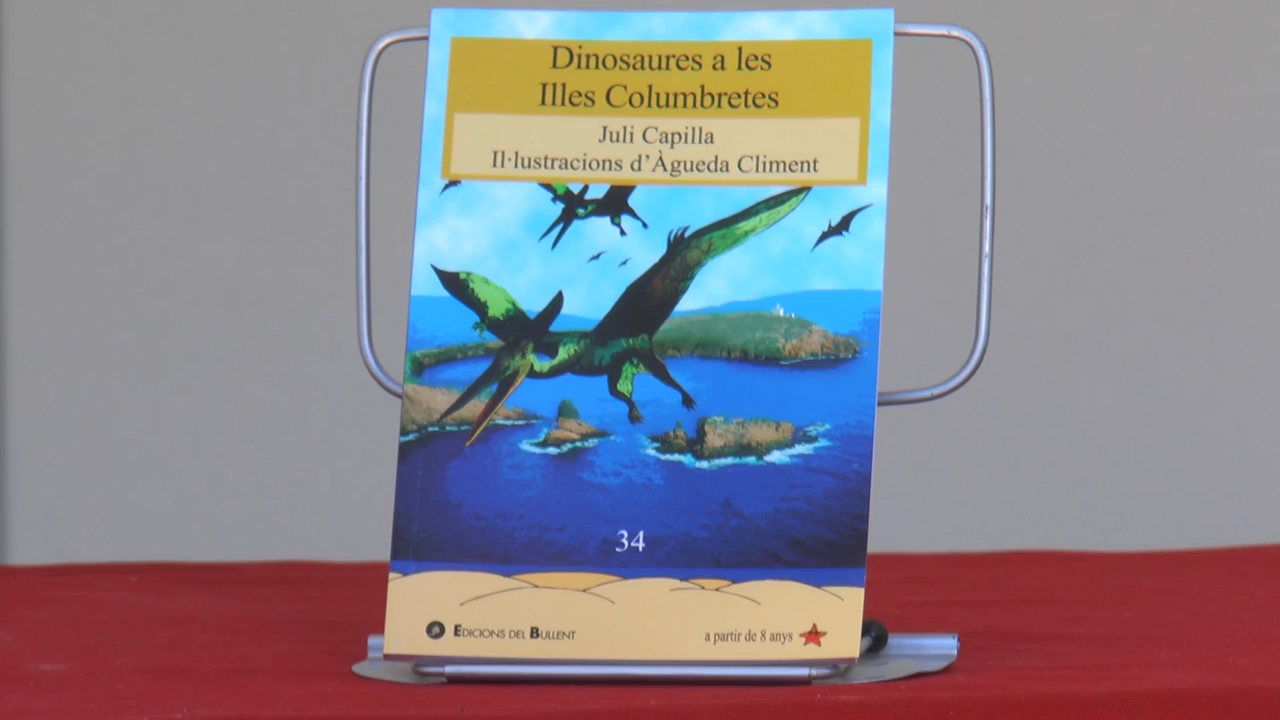 Dinosaures a les
Illes Columbretes
Juli Capilla
Il·lustracions d'Àgueda Climent
34
EDICIONS DEL BULLENT
a partir de 8 anys